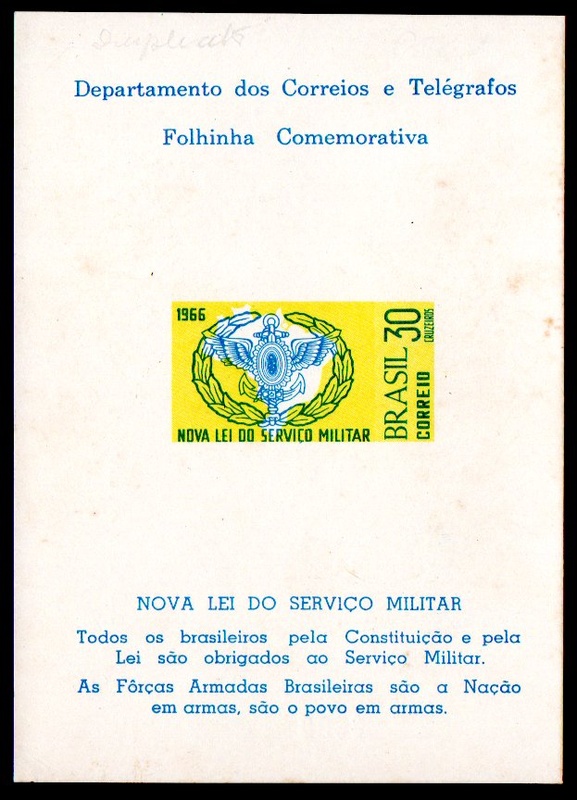 Departamento dos Correios e Telégrafos
Folhinha Comemorativa
1966
BRASIL 30
CRUZEIROS
CORREIO
NOVA LEI DO SERVIÇO MILITAR
NOVA LEI DO SERVIÇO MILITAR
Todos os brasileiros pela Constituição e pela
Lei são obrigados ao Serviço Militar.
As Fôrças Armadas Brasileiras são a Nação
em armas, são o povo em armas.